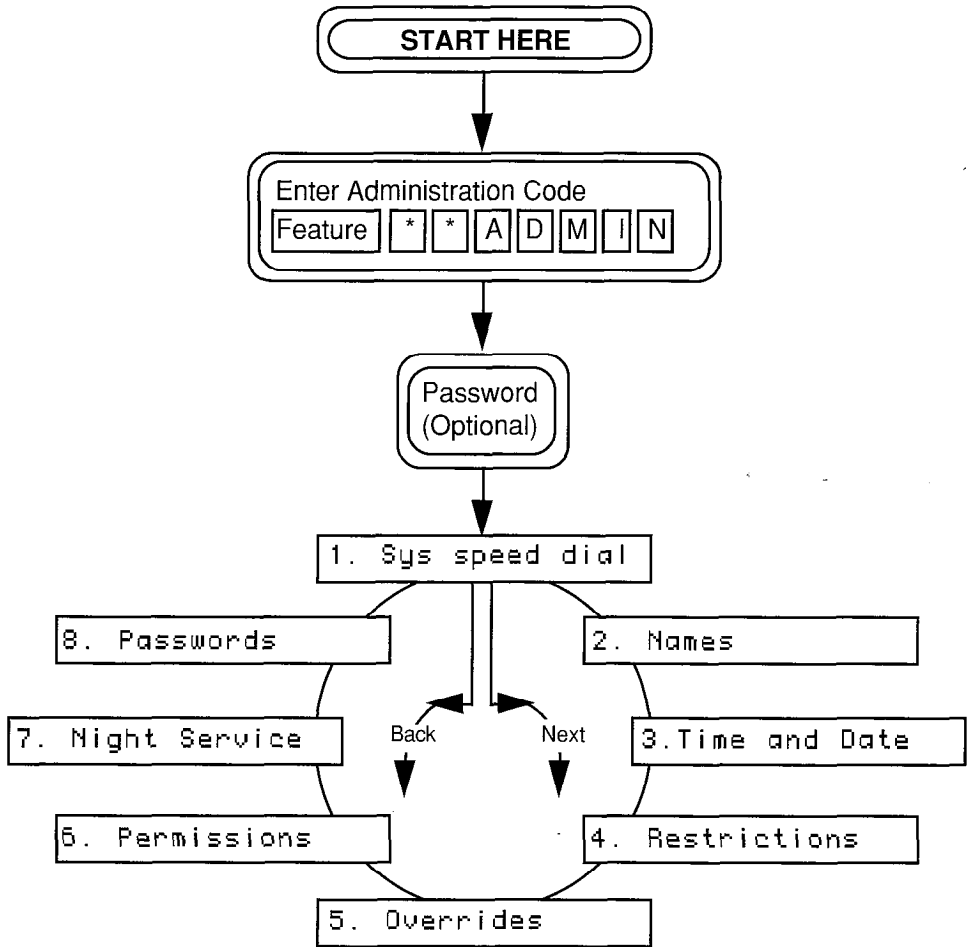 START HERE
Enter Administration Code
Feature * * A D M I N
Password
(Optional)
1. Sys speed dial
8. Passwords
2. Names
7. Night Service
Back
Next
3.Time and Date
6. Permissions
4. Restrictions
5. Overrides